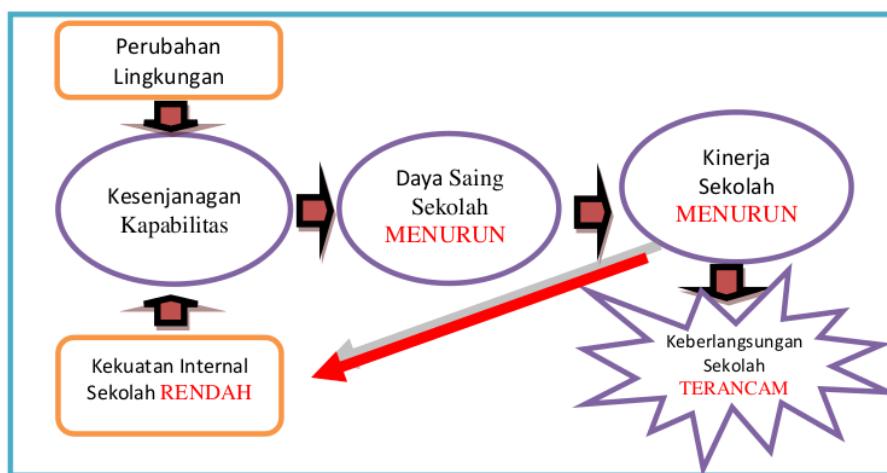 Perubahan
Lingkungan
Kesenjanagan
Kapabilitas
Daya Saing
Sekolah
MENURUN
Kinerja
Sekolah
MENURUN
Kekuatan Internal
Sekolah RENDAH
Keberlangsungan
Sekolah
TERANCAM